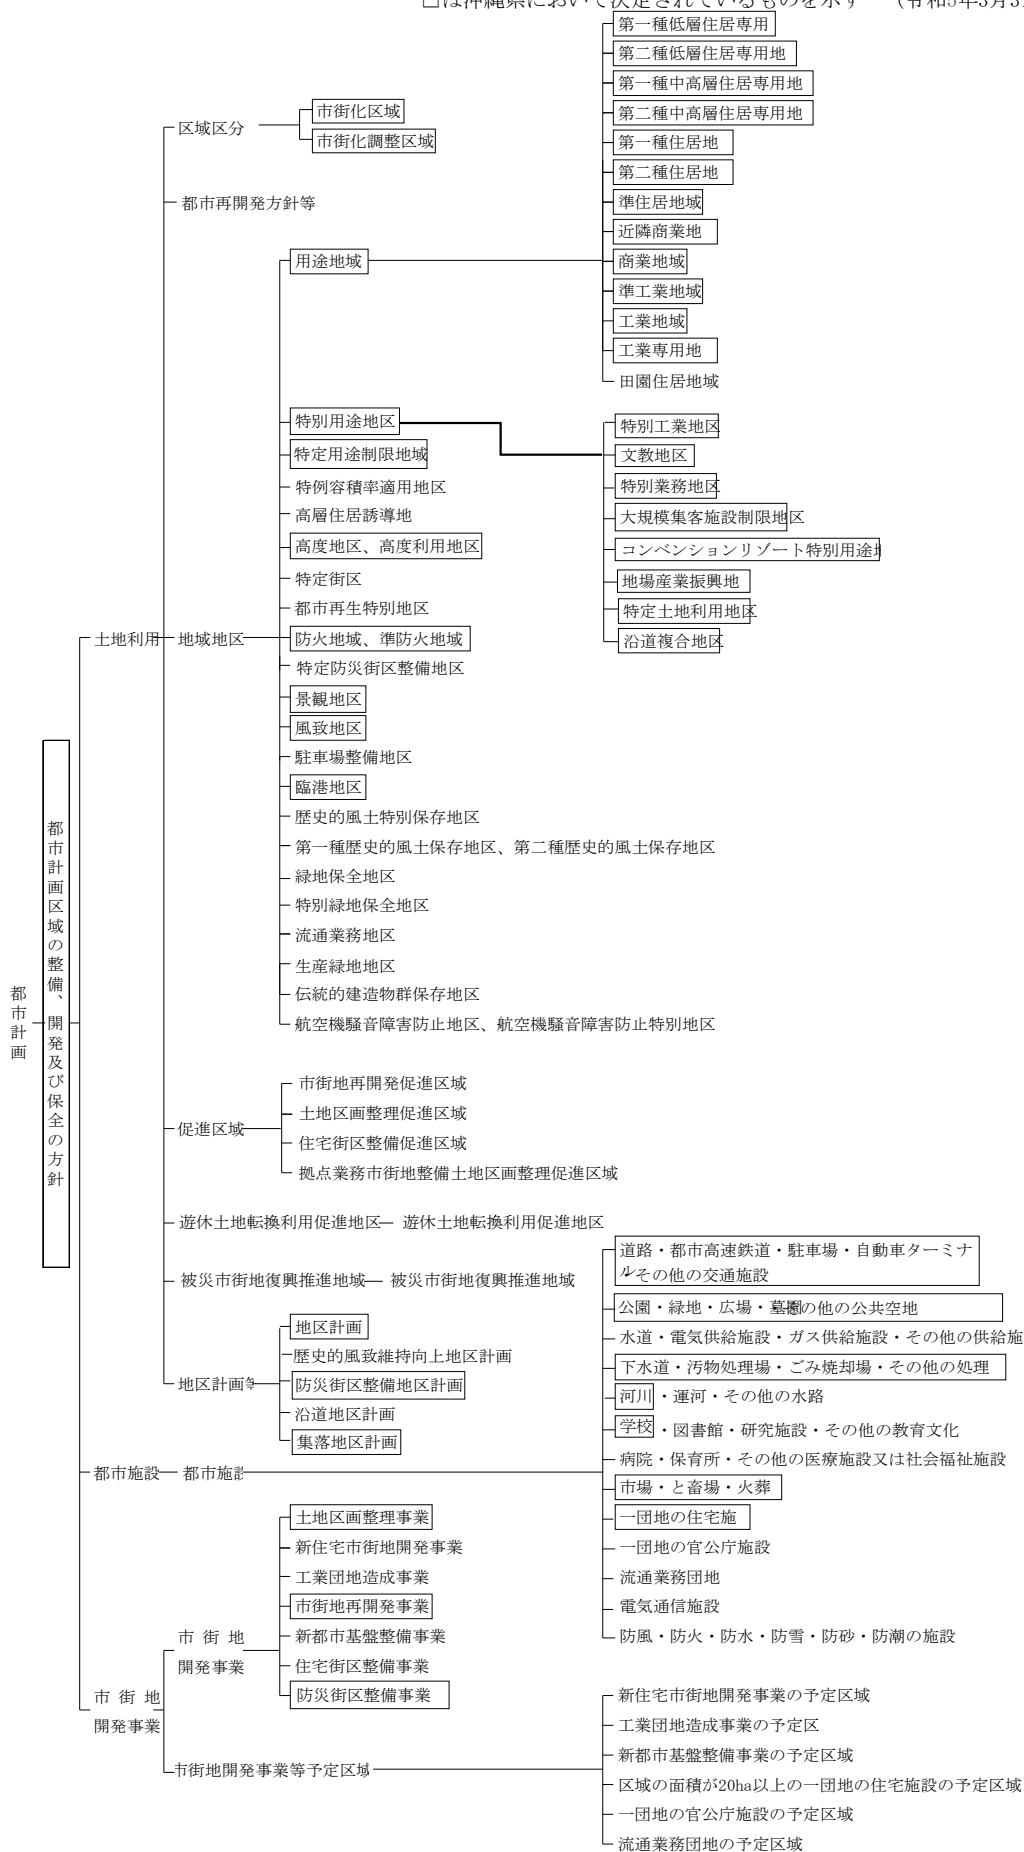 □は沖縄県において決定されているものを示す (令和5年3月3
第一種低層住居専用
第二種低層住居専用地
第一種中高層住居専用地
第二種中高層住居専用地
第一種住居地
第二種住居地
準住居地域
近隣商業地
商業地域
準工業地域
工業地域
工業専用地
田園住居地域
区域区分
市街化区域
市街化調整区域
都市再開発方針等
用途地域
特別用途地区
特定用途制限地域
特例容積率適用地区
高層住居誘導地
高度地区、高度利用地区
特定街区
都市再生特別地区
防火地域、準防火地域
特定防災街区整備地区
景観地区
風致地区
駐車場整備地区
臨港地区
歴史的風土特別保存地区
第一種歴史的風土保存地区、第二種歴史的風土保存地区
緑地保全地区
特別緑地保全地区
流通業務地区
生産緑地地区
伝統的建造物群保存地区
航空機騒音障害防止地区、航空機騒音障害防止特別地区
特別工業地区
文教地区
特別業務地区
大規模集客施設制限地区
コンベンションリゾート特別用途地
地場産業振興地
特定土地利用地区
沿道複合地区
土地利用
地域地区
都市計画
都市計画区域の整備、開発及び保全の方針
促進区域
市街地再開発促進区域
土地区画整理促進区域
住宅街区整備促進区域
拠点業務市街地整備土地区画整理促進区域
遊休土地転換利用促進地区
遊休土地転換利用促進地区
被災市街地復興推進地域
被災市街地復興推進地域
地区計画等
地区計画
歴史的風致維持向上地区計画
防災街区整備地区計画
沿道地区計画
集落地区計画
都市施設
都市施設
道路・都市高速鉄道・駐車場・自動車ターミナ
ル・その他の交通施設
公園・緑地・広場・墓園・その他の公共空地
水道・電気供給施設・ガス供給施設・その他の供給施
下水道・汚物処理場・ごみ焼却場・その他の処理
河川・運河・その他の水路
学校・図書館・研究施設・その他の教育文化
病院・保育所・その他の医療施設又は社会福祉施設
市場・と畜場・火葬
一団地の住宅施
一団地の官公庁施設
流通業務団地
電気通信施設
防風・防火・防水・防雪・防砂・防潮の施設
市街地
開発事業
市街地
開発事業
土地区画整理事業
新住宅市街地開発事業
工業団地造成事業
市街地再開発事業
新都市基盤整備事業
住宅街区整備事業
防災街区整備事業
市街地開発事業等予定区域
新住宅市街地開発事業の予定区域
工業団地造成事業の予定区
新都市基盤整備事業の予定区域
区域の面積が20ha以上の一団地の住宅施設の予定区域
一団地の官公庁施設の予定区域
流通業務団地の予定区域